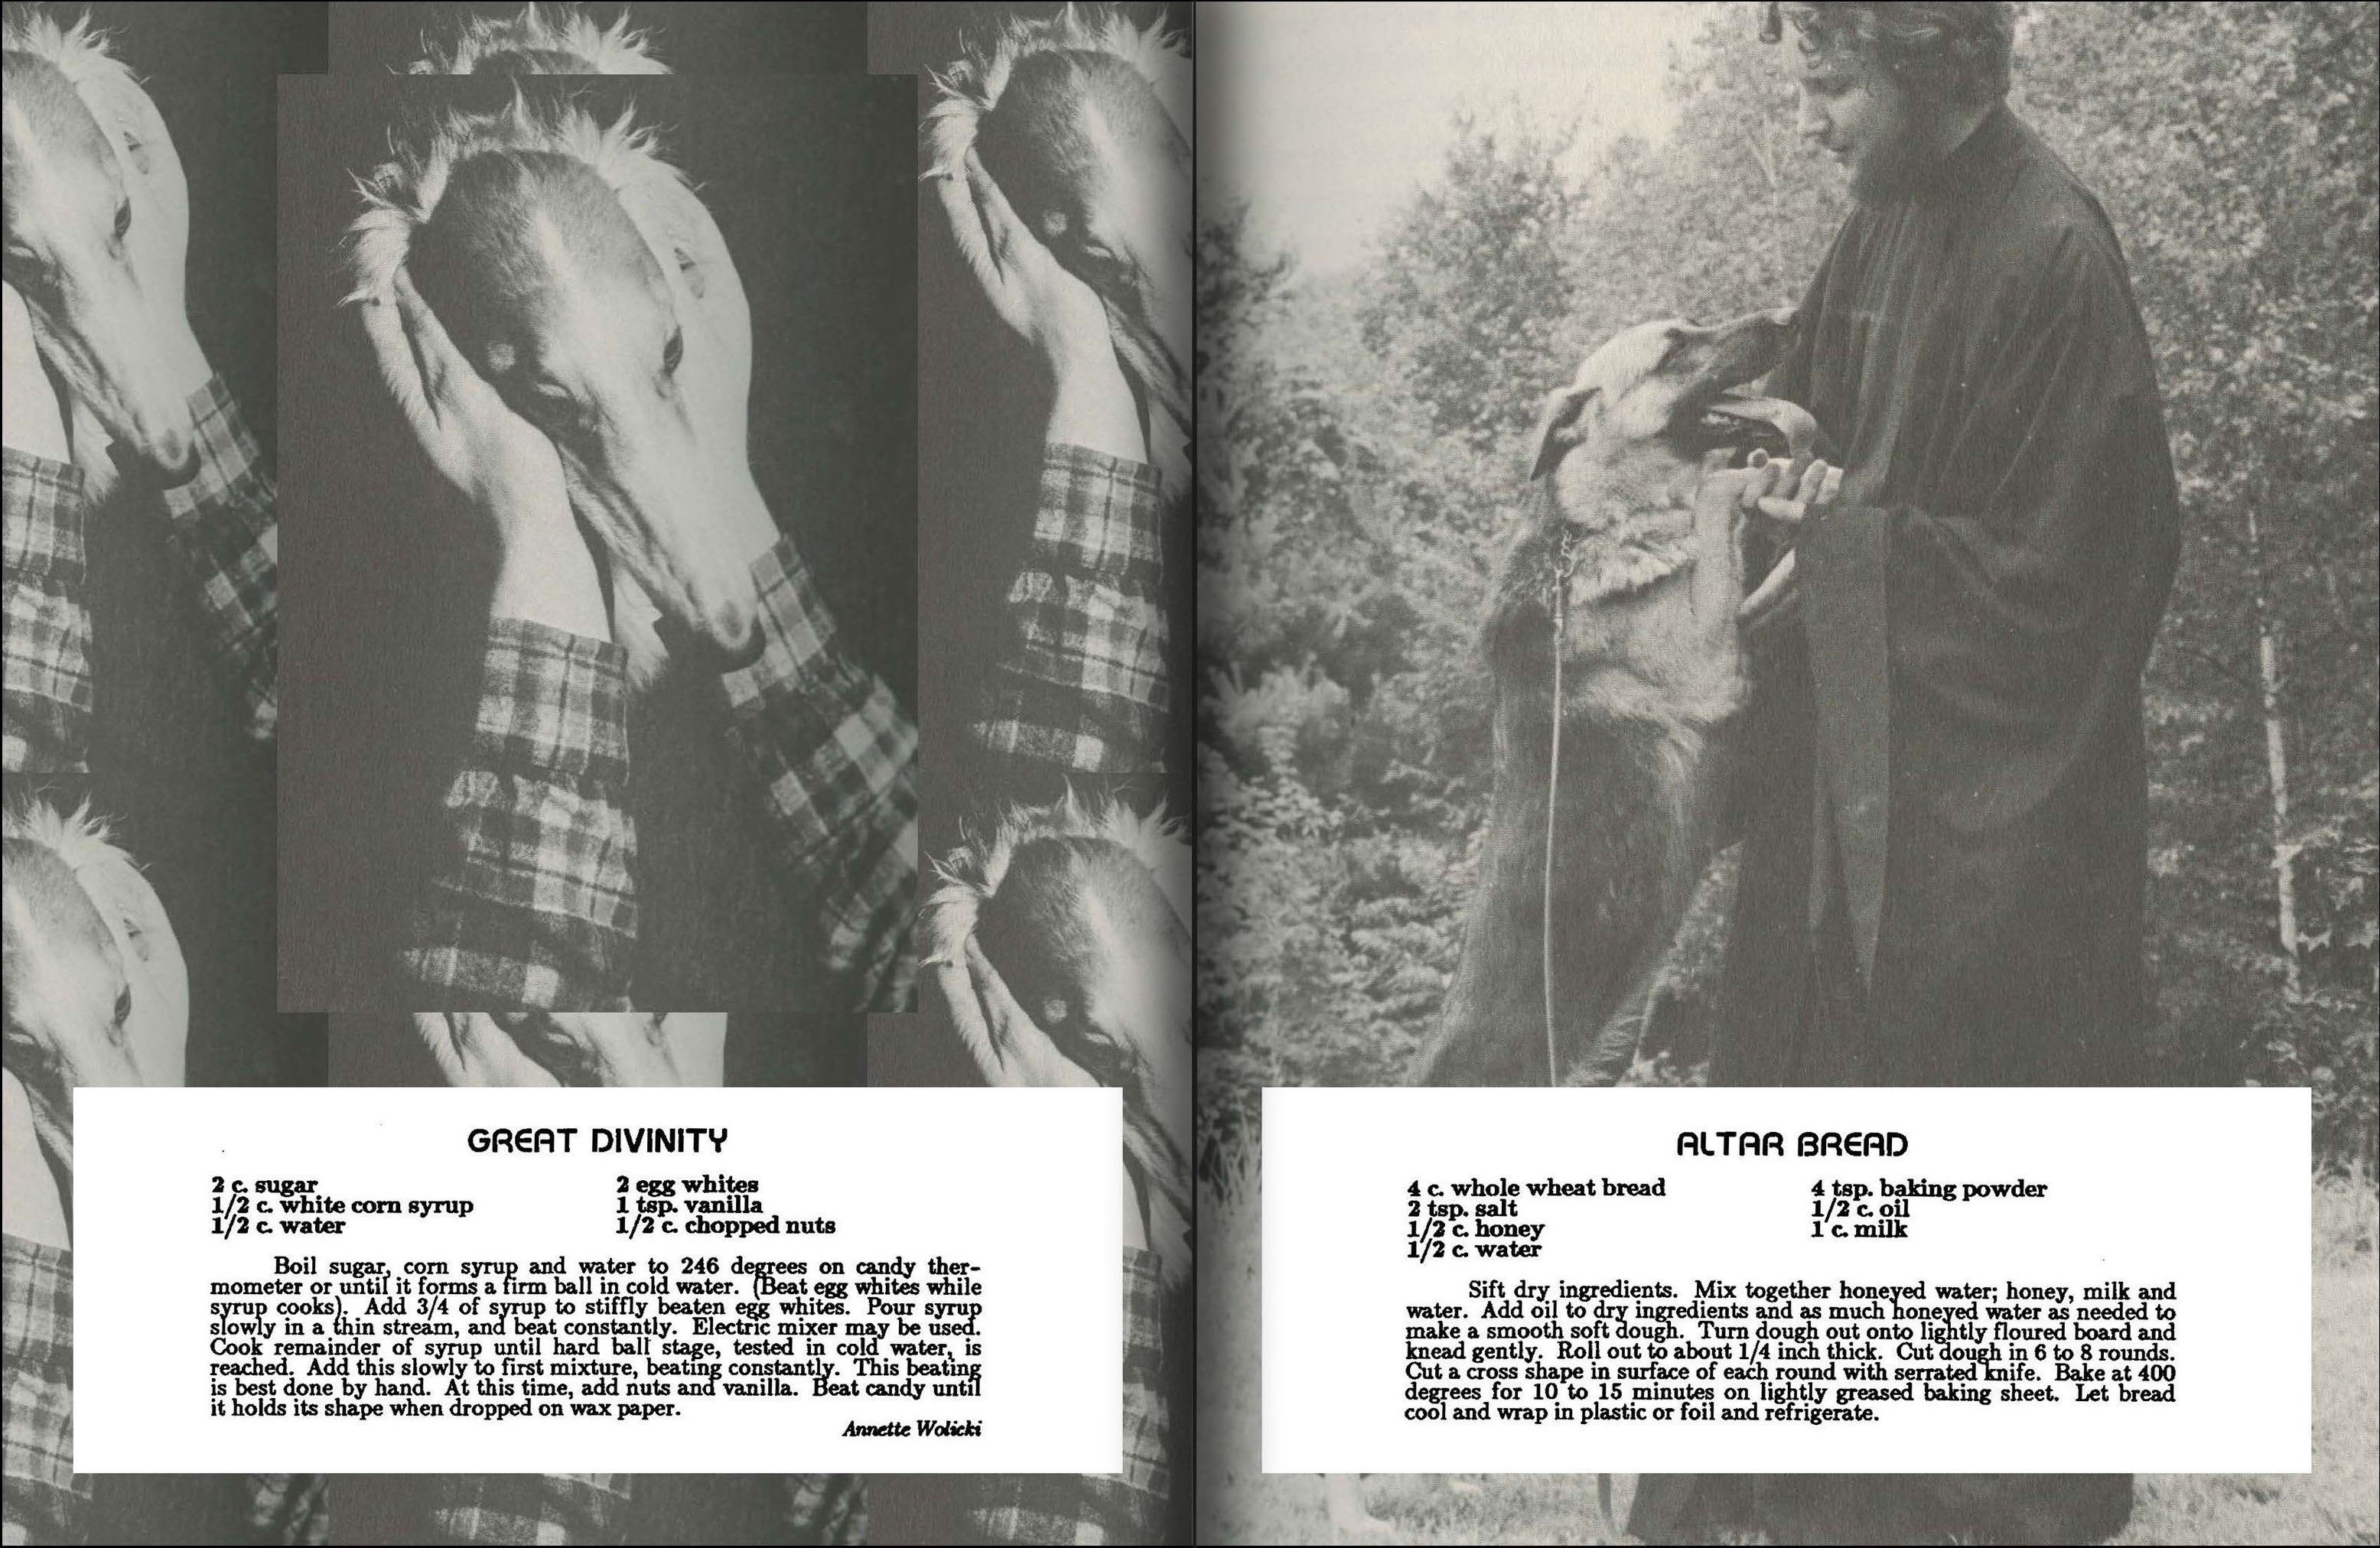 GREAT DIVINITY
2 c. sugar
1/2 c. white corn syrup
1/2 c. water
2 egg whites
1 tsp. vanilla
1/2 c. chopped nuts
Boil sugar, corn syrup and water to 246 degrees on candy ther-
mometer or until it forms a firm ball in cold water. (Beat egg whites while
syrup cooks). Add 3/4 of syrup to stiffly beaten egg whites. Pour syrup
slowly in a thin stream, and beat constantly. Electric mixer may be used.
Cook remainder of syrup until hard ball stage, tested in cold water, is
reached. Add this slowly to first mixture, beating constantly. This beating
is best done by hand. At this time, add nuts and vanilla. Beat candy until
it holds its shape when dropped on wax paper.
Annette Wolicki
ALTAR BREAD
4 c. whole wheat bread
2 tsp. salt
1/2 c. honey
1/2 c. water
4 tsp. baking powder
1/2 c. oil
1 c. milk
Sift dry ingredients. Mix together honeyed water; honey, milk and
water. Add oil to dry ingredients and as much honeyed water as needed to
make a smooth soft dough. Turn dough out onto lightly floured board and
knead gently. Roll out to about 1/4 inch thick. Cut dough in 6 to 8 rounds.
Cut a cross shape in surface of each round with serrated knife. Bake at 400
degrees for 10 to 15 minutes on lightly greased baking sheet. Let bread
cool and wrap in plastic or foil and refrigerate.